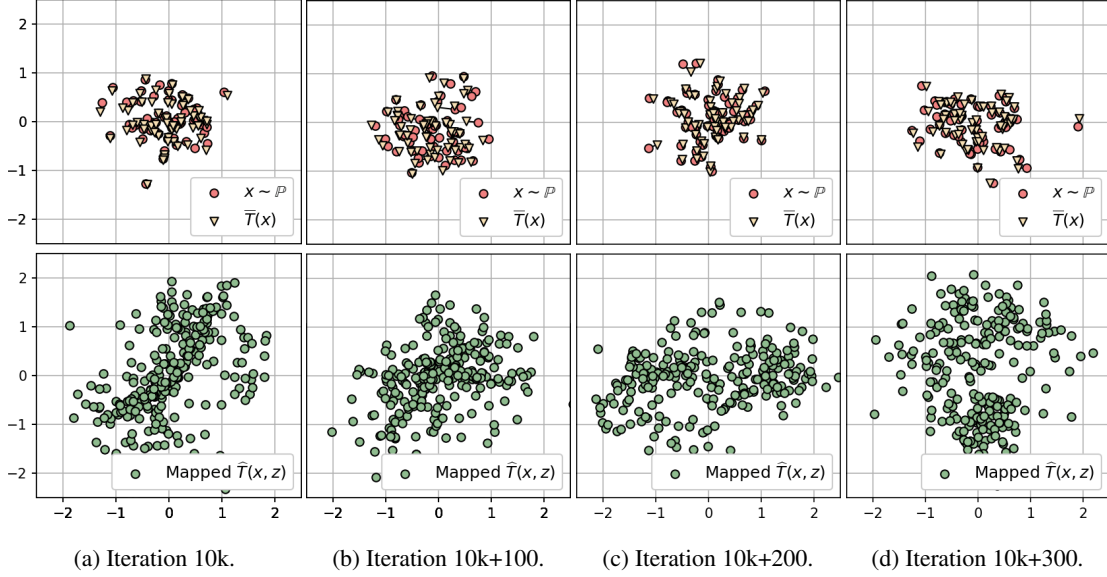 2
1
0
−1
−2
x ~ ℙ
T̅(x)
x ~ ℙ
T̅(x)
x ~ ℙ
T̅(x)
x ~ ℙ
T̅(x)
2
1
0
−1
−2
Mapped T̂(x, z)
Mapped T̂(x, z)
Mapped T̂(x, z)
Mapped T̂(x, z)
−2 −1 0 1 2
−2 −1 0 1 2
−2 −1 0 1 2
−2 −1 0 1 2
(a) Iteration 10k.
(b) Iteration 10k+100.
(c) Iteration 10k+200.
(d) Iteration 10k+300.